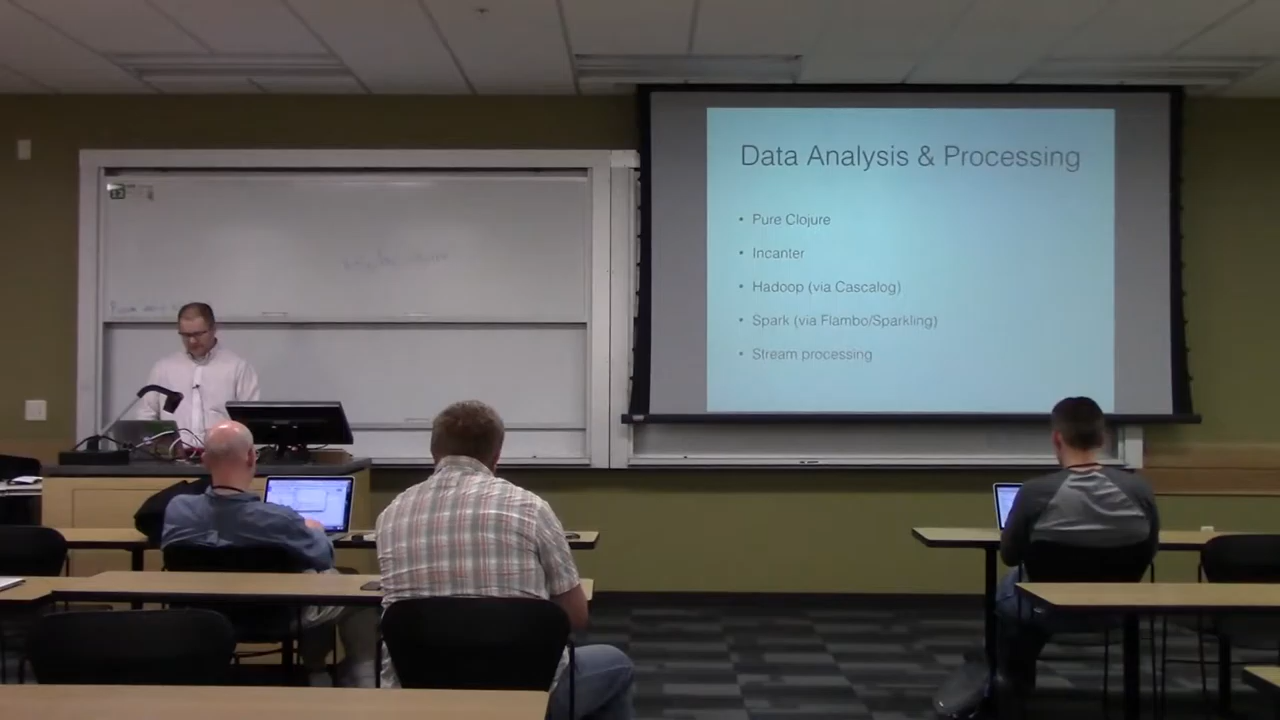 Data Analysis & Processing
• Pure Clojure
• Incanter
• Hadoop (via Cascalog)
• Spark (via Flambo/Sparkling)
• Stream processing